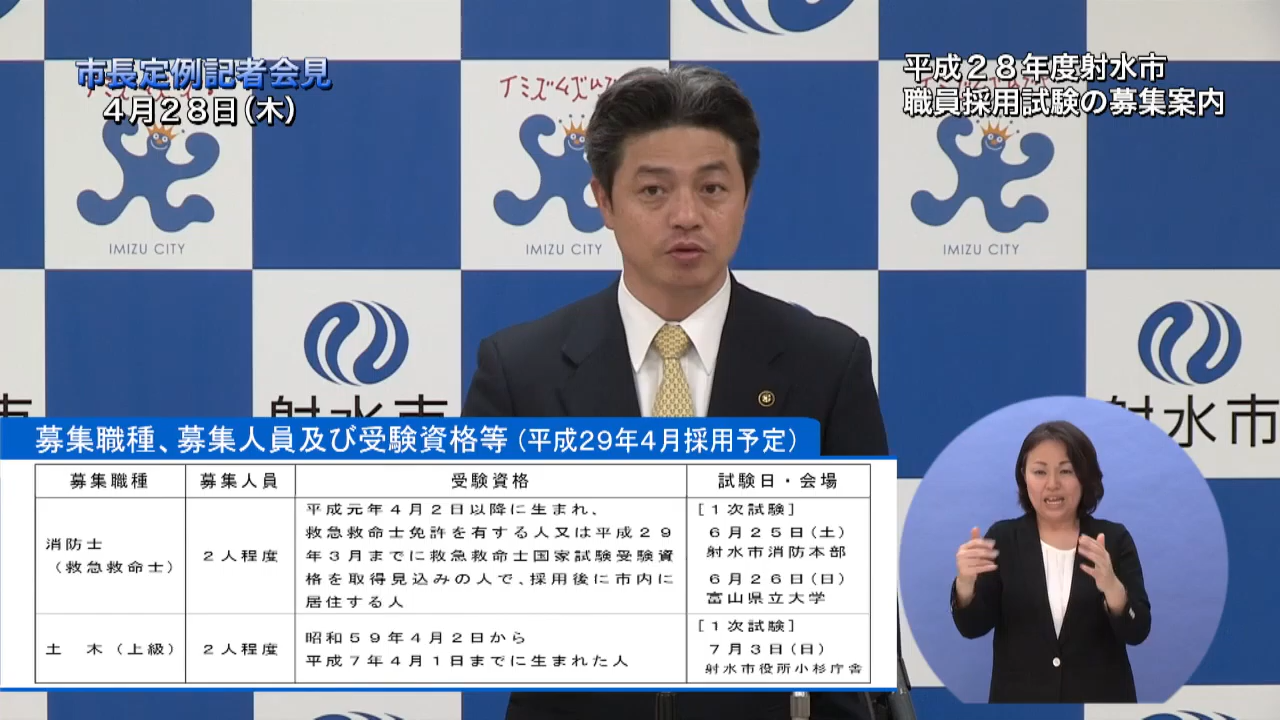 市長定例記者会見
4月28日(木)
平成28年度射水市
職員採用試験の募集案内
イミズムズムズ
イミズムズムズ
IMIZU CITY
IMIZU CITY
IMIZU CITY
射水市
射水市
募集職種、募集人員及び受験資格等(平成29年4月採用予定)
募集職種
募集人員
受験資格
試験日・会場
消防士
(救急救命士)
2人程度
平成元年4月2日以降に生まれ、
救急救命士免許を有する人又は平成29
年3月までに救急救命士国家試験受験資
格を取得見込みの人で、採用後に市内に
居住する人
[1次試験]
6月25日(土)
射水市消防本部
6月26日(日)
富山県立大学
土 木(上級)
2人程度
昭和59年4月2日から
平成7年4月1日までに生まれた人
[1次試験]
7月3日(日)
射水市役所小杉庁舎